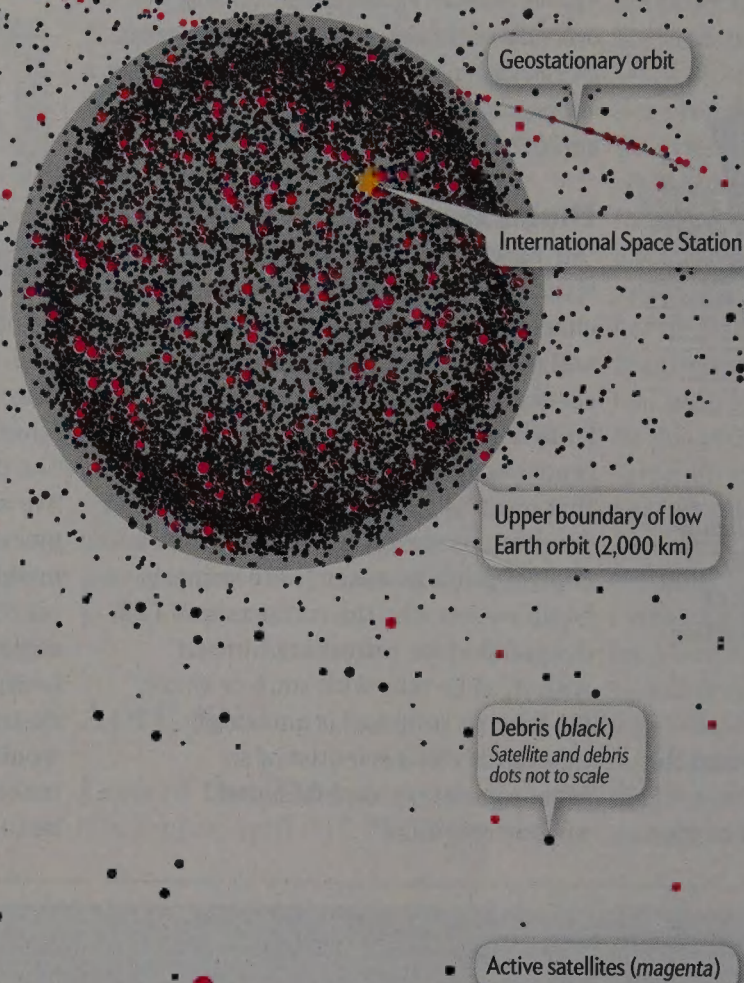 Geostationary orbit
International Space Station
Upper boundary of low
Earth orbit (2,000 km)
Debris (black)
Satellite and debris
dots not to scale
Active satellites (magenta)